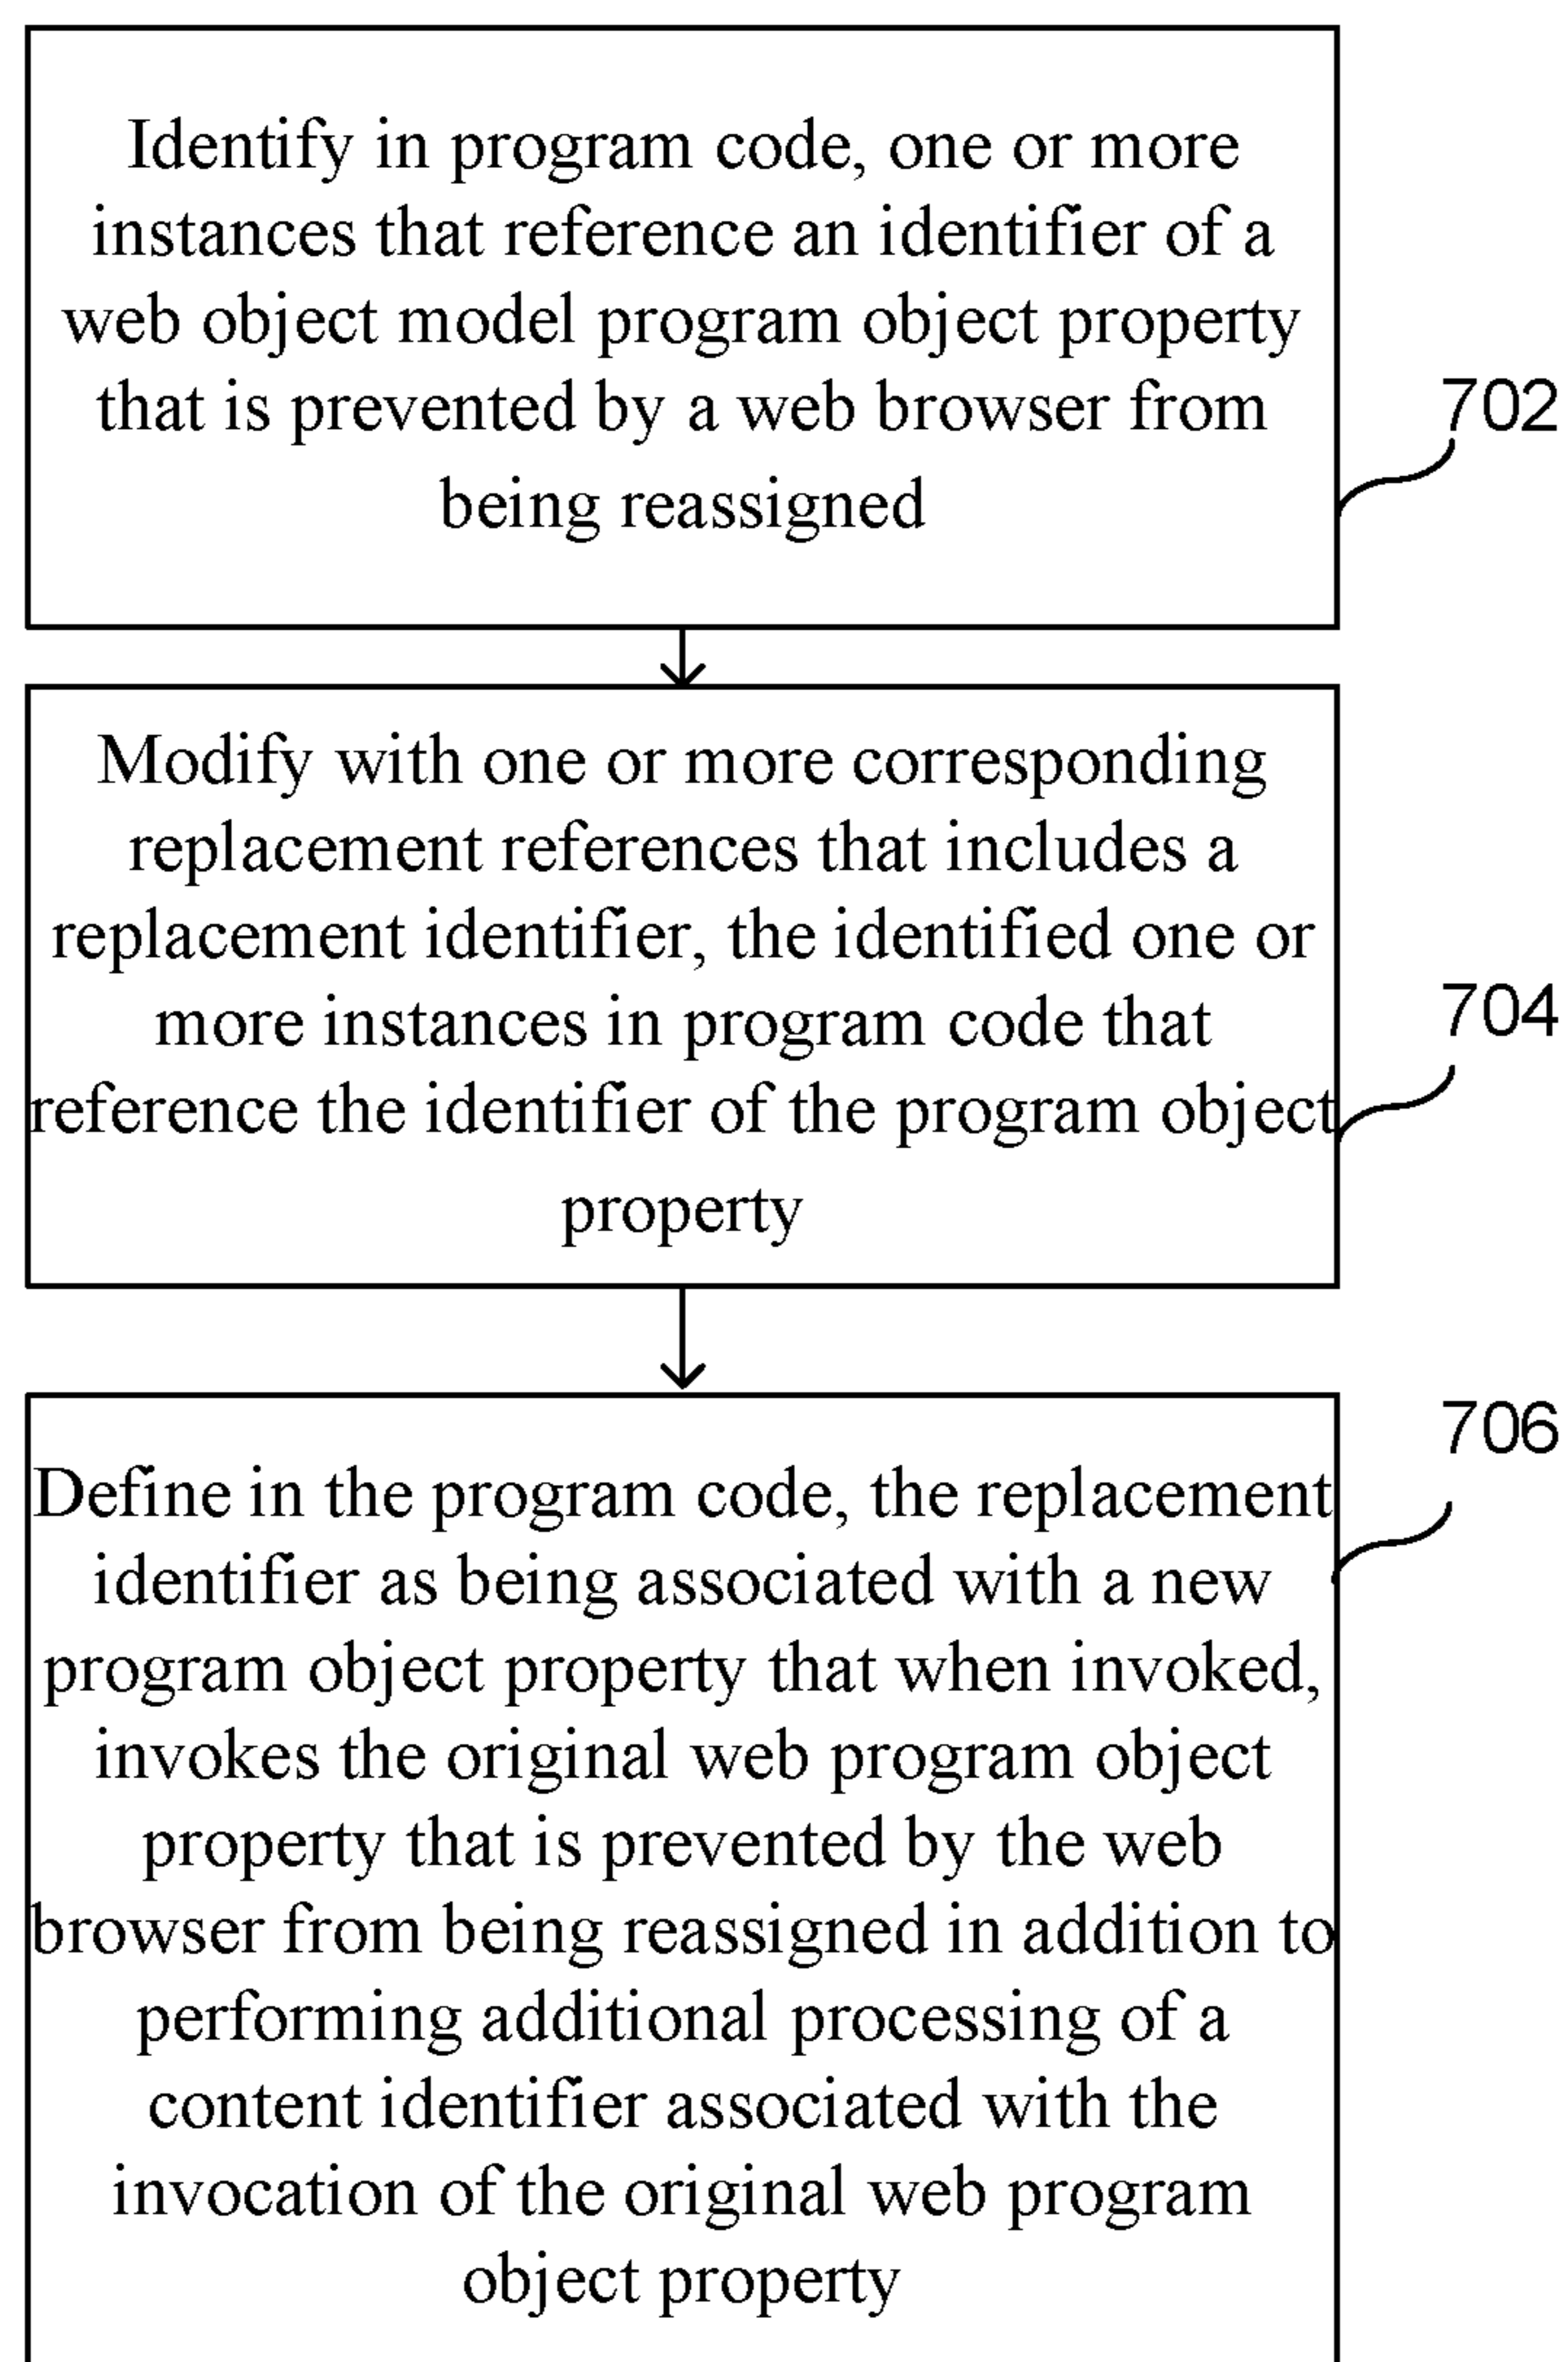 Identify in program code, one or more
instances that reference an identifier of a
web object model program object property
that is prevented by a web browser from
being reassigned
702
Modify with one or more corresponding
replacement references that includes a
replacement identifier, the identified one or
more instances in program code that
reference the identifier of the program object
property
704
Define in the program code, the replacement
identifier as being associated with a new
program object property that when invoked,
invokes the original web program object
property that is prevented by the web
browser from being reassigned in addition to
performing additional processing of a
content identifier associated with the
invocation of the original web program
object property
706